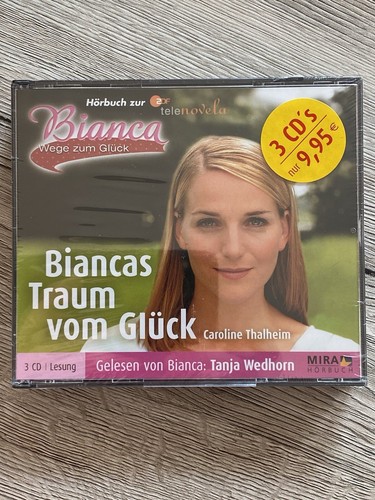 Hörbuch zur ZDF telenovela
Bianca
Wege zum Glück
3 CD's
nur 9,95 €
Biancas
Traum
vom Glück Caroline Thalheim
3 CD | Lesung Gelesen von Bianca: Tanja Wedhorn
MIRA
HÖRBUCH